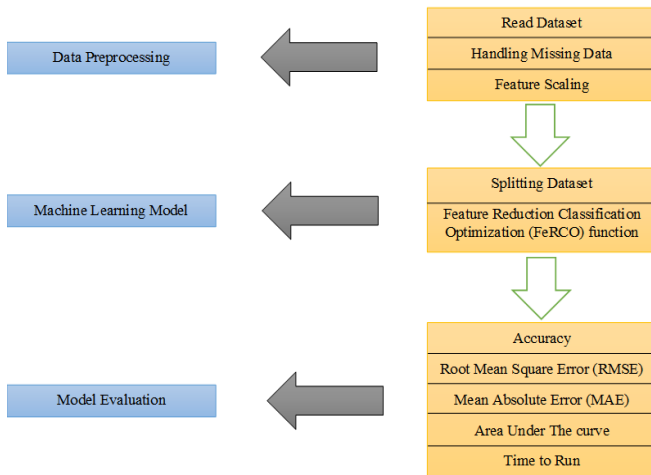 Data Preprocessing
Read Dataset
Handling Missing Data
Feature Scaling
Machine Learning Model
Splitting Dataset
Feature Reduction Classification
Optimization (FeRCO) function
Model Evaluation
Accuracy
Root Mean Square Error (RMSE)
Mean Absolute Error (MAE)
Area Under The curve
Time to Run